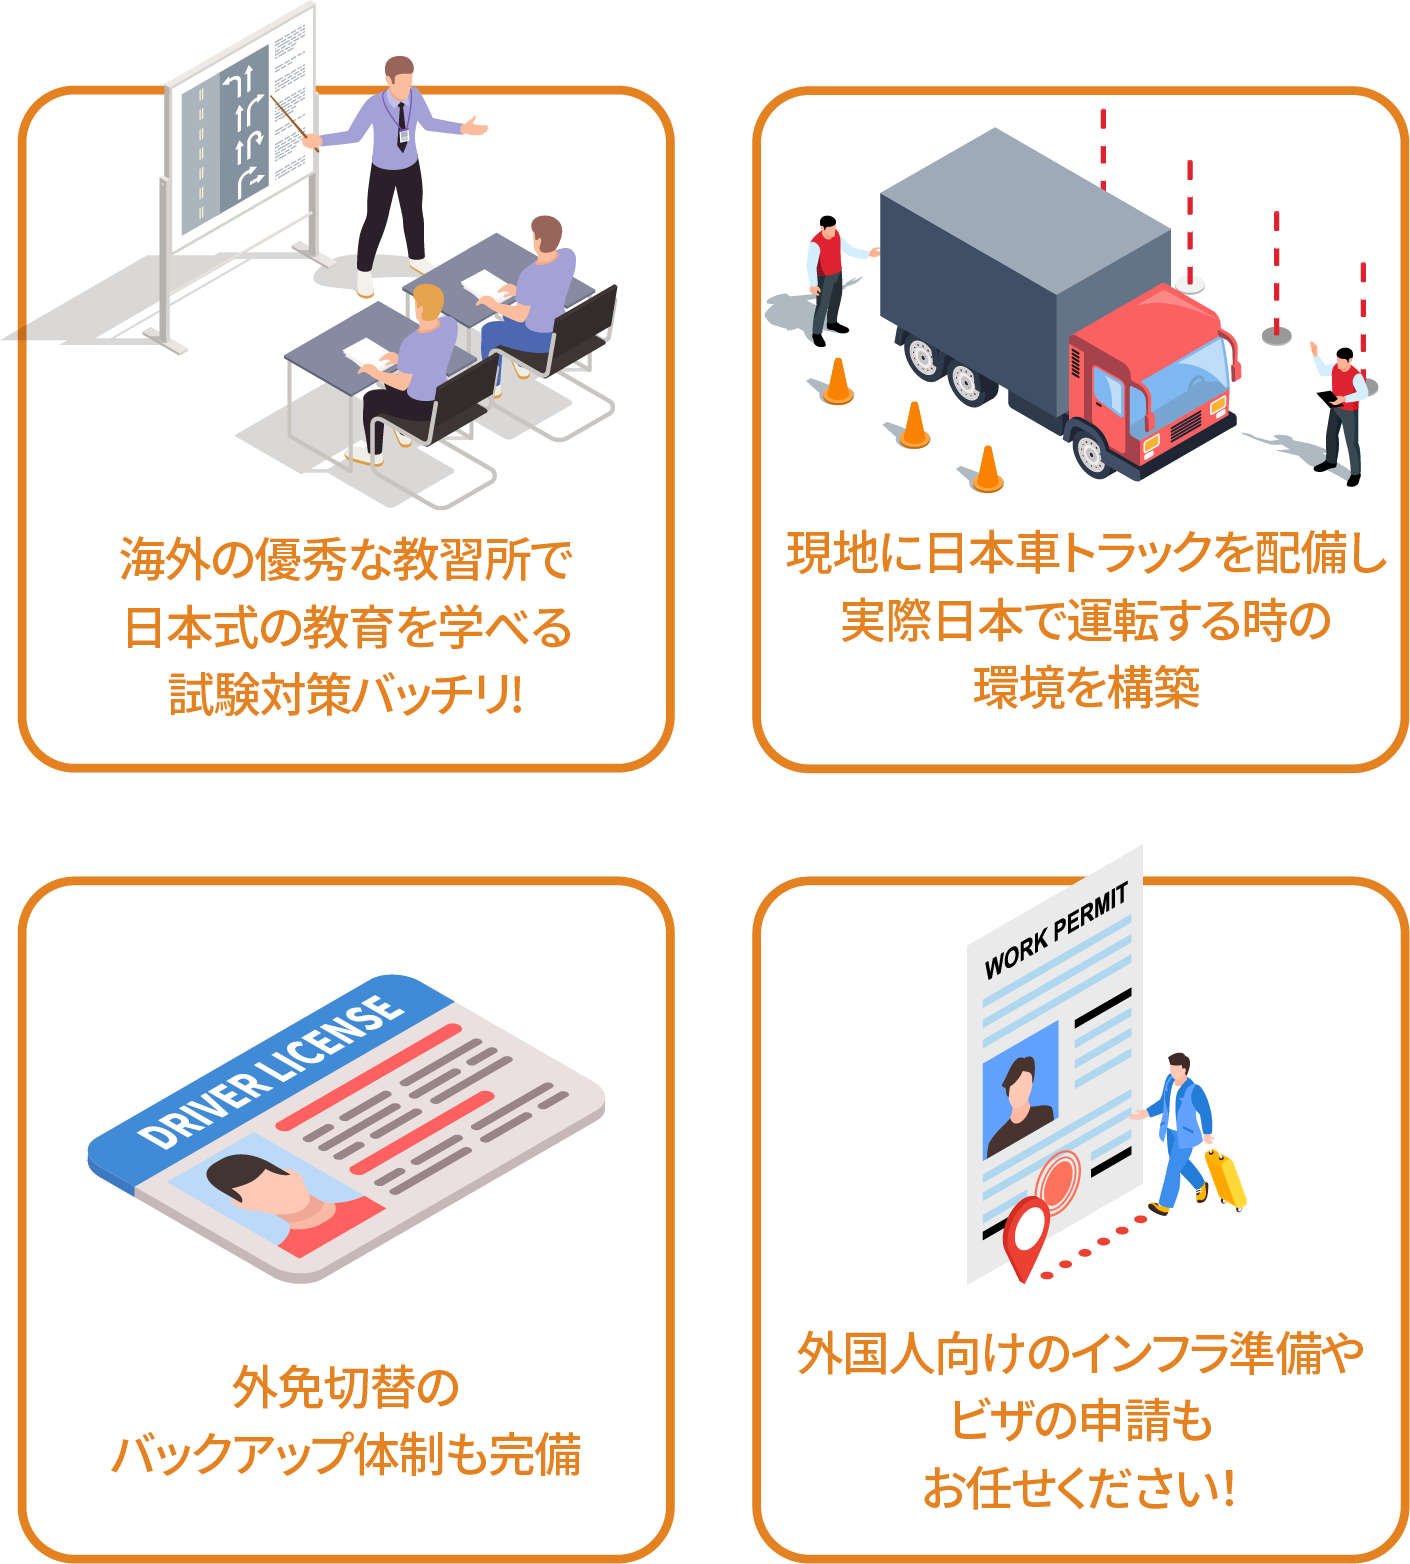 海外の優秀な教習所で
日本式の教育を学べる
試験対策バッチリ!
現地に日本車トラックを配備し
実際日本で運転する時の
環境を構築
DRIVER LICENSE
外免切替の
バックアップ体制も完備
WORK PERMIT
外国人向けのインフラ準備や
ビザの申請も
お任せください!